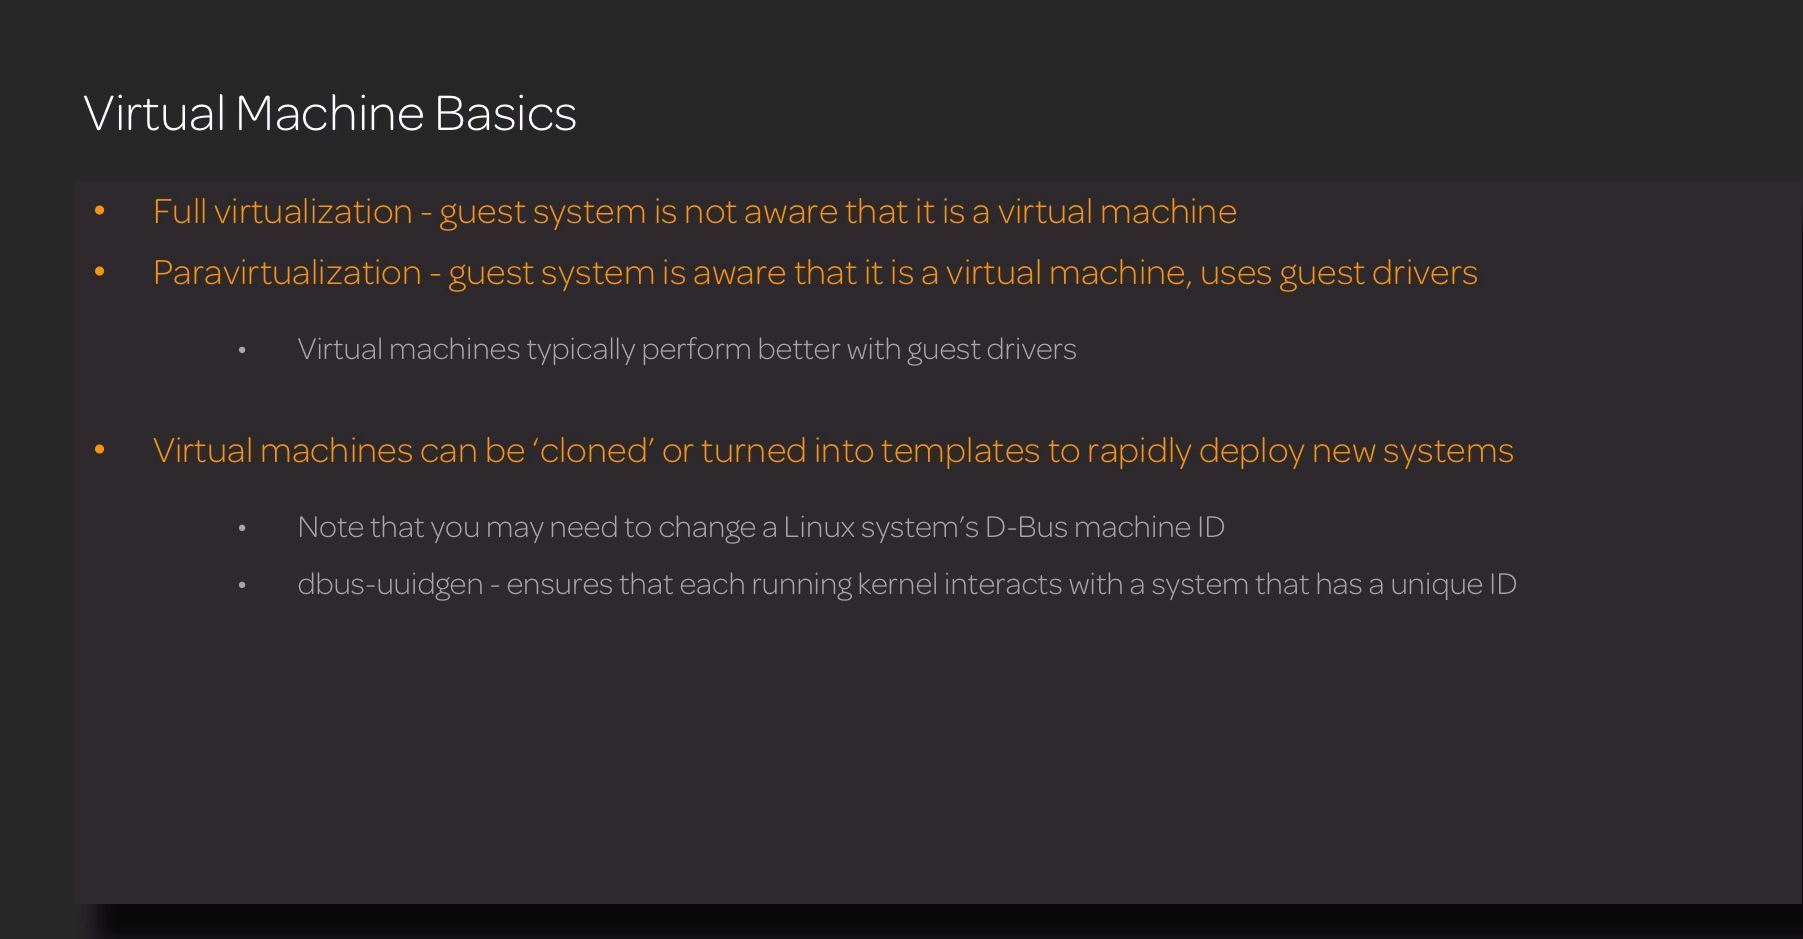 Virtual Machine Basics
• Full virtualization - guest system is not aware that it is a virtual machine
• Paravirtualization - guest system is aware that it is a virtual machine, uses guest drivers
• Virtual machines typically perform better with guest drivers
• Virtual machines can be ‘cloned’ or turned into templates to rapidly deploy new systems
• Note that you may need to change a Linux system’s D-Bus machine ID
• dbus-uuidgen - ensures that each running kernel interacts with a system that has a unique ID